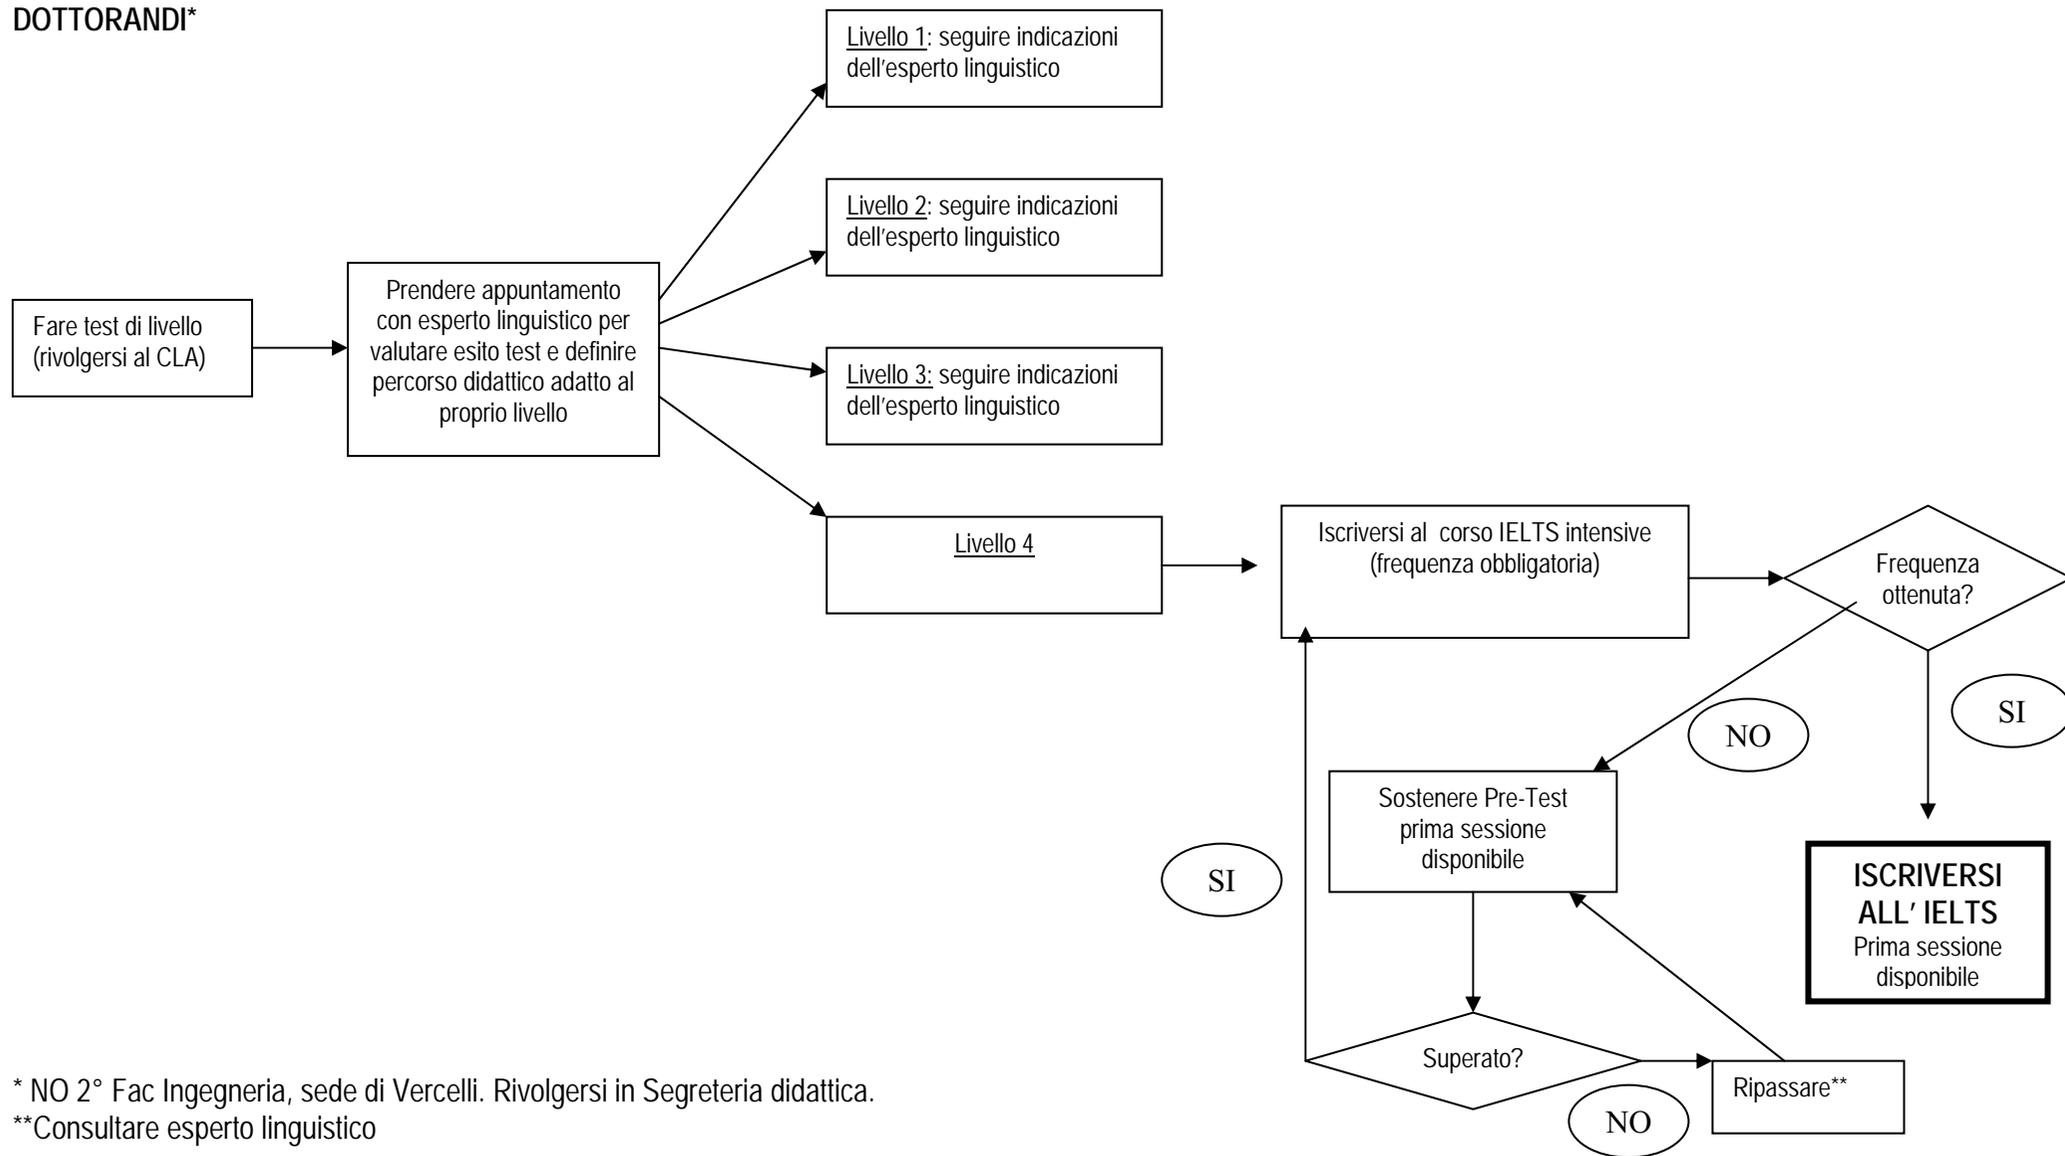 DOTTORANDI*
Livello 1: seguire indicazioni
dell'esperto linguistico
Livello 2: seguire indicazioni
dell'esperto linguistico
Fare test di livello
(rivolgersi al CLA)
Prendere appuntamento
con esperto linguistico per
valutare esito test e definire
percorso didattico adatto al
proprio livello
Livello 3: seguire indicazioni
dell'esperto linguistico
Livello 4
Iscriversi al  corso IELTS intensive
(frequenza obbligatoria)
Frequenza
ottenuta?
SI
NO
Sostenere Pre-Test
prima sessione
disponibile
SI
ISCRIVERSI
ALL' IELTS
Prima sessione
disponibile
Superato?
Ripassare**
NO
* NO 2° Fac Ingegneria, sede di Vercelli. Rivolgersi in Segreteria didattica.
**Consultare esperto linguistico